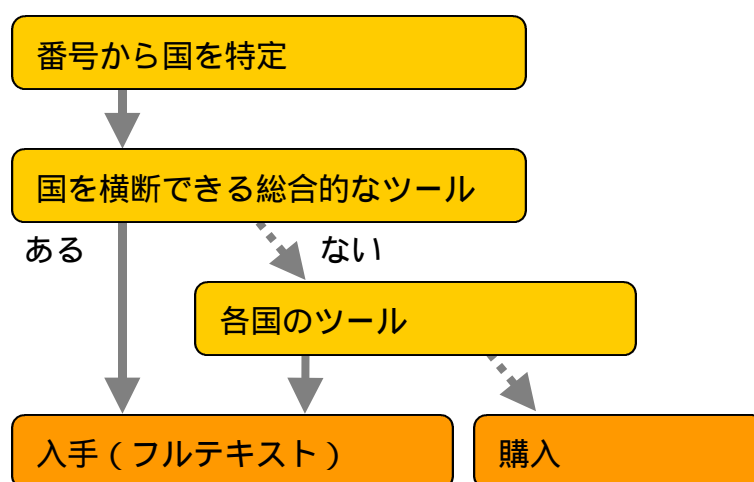 番号から国を特定
国を横断できる総合的なツール
ある
ない
各国のツール
入手(フルテキスト)
購入